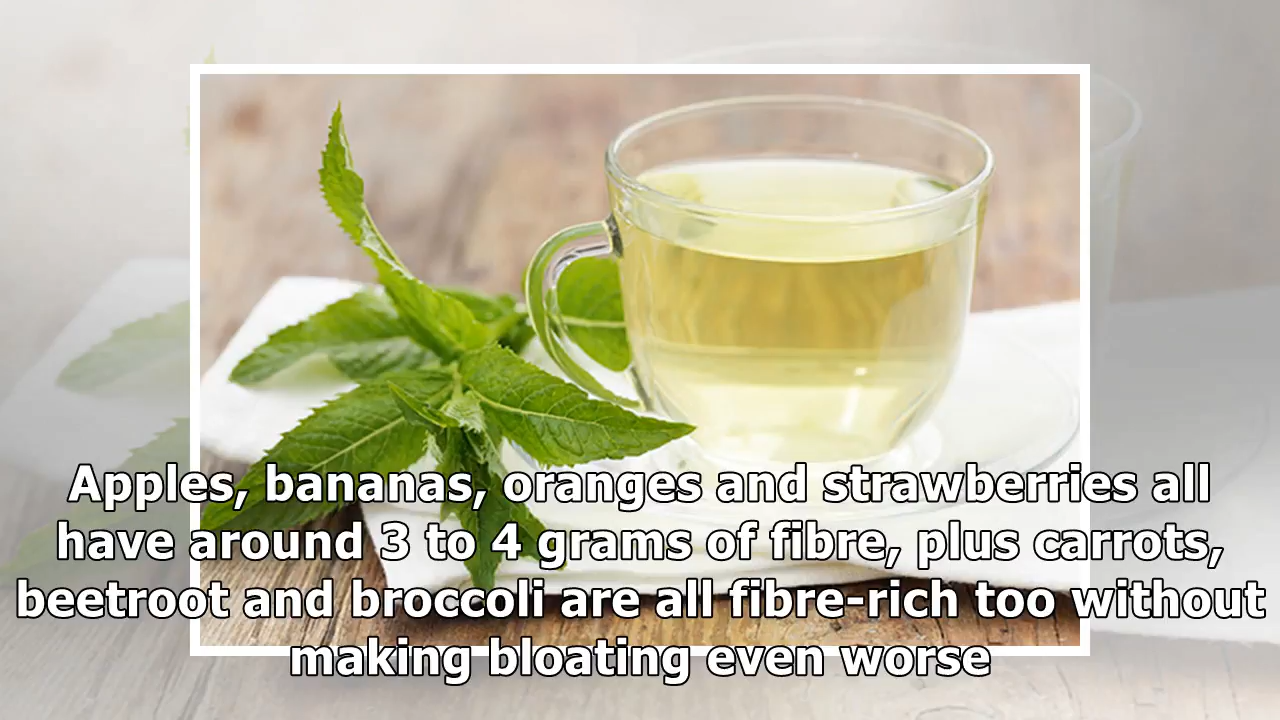 Apples, bananas, oranges and strawberries all
have around 3 to 4 grams of fibre, plus carrots,
beetroot and broccoli are all fibre-rich too without
making bloating even worse